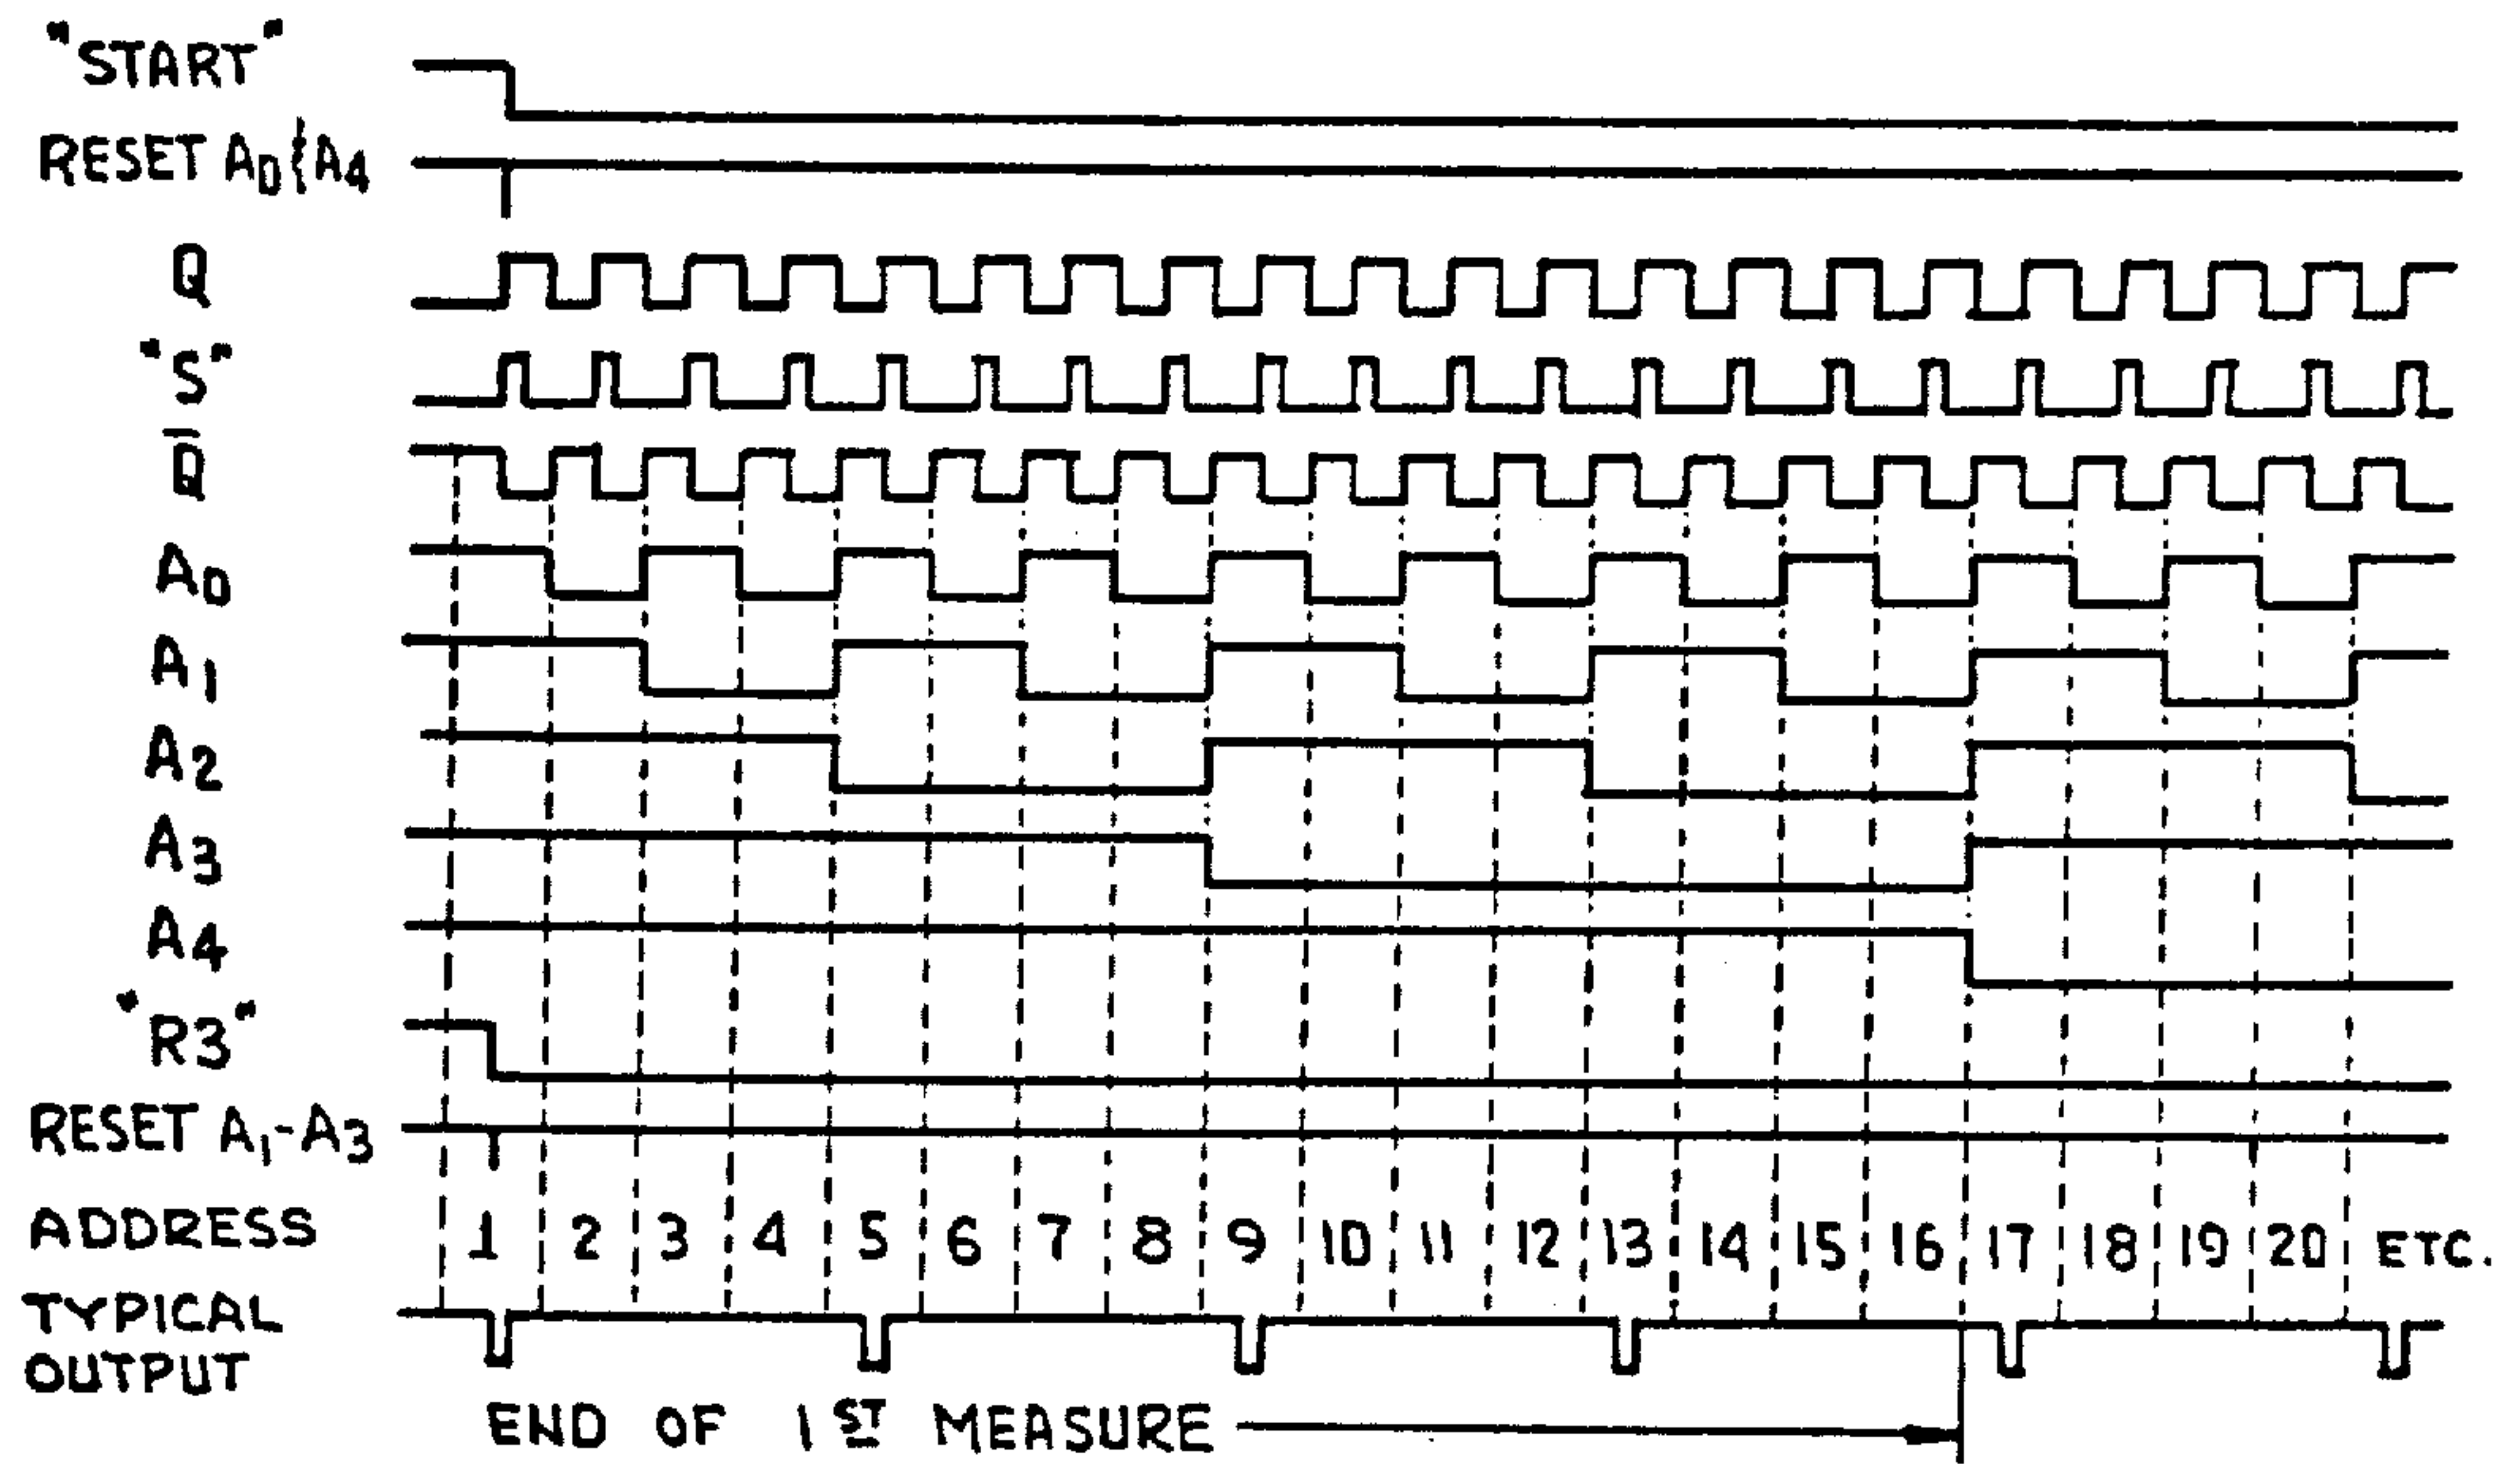 "START"
RESET A0 { A4
Q
"S"
Q̅
A0
A1
A2
A3
A4
"R3"
RESET A1-A3
ADDRESS 1 2 3 4 5 6 7 8 9 10 11 12 13 14 15 16 17 18 19 20 ETC.
TYPICAL
OUTPUT
END OF 1ST MEASURE